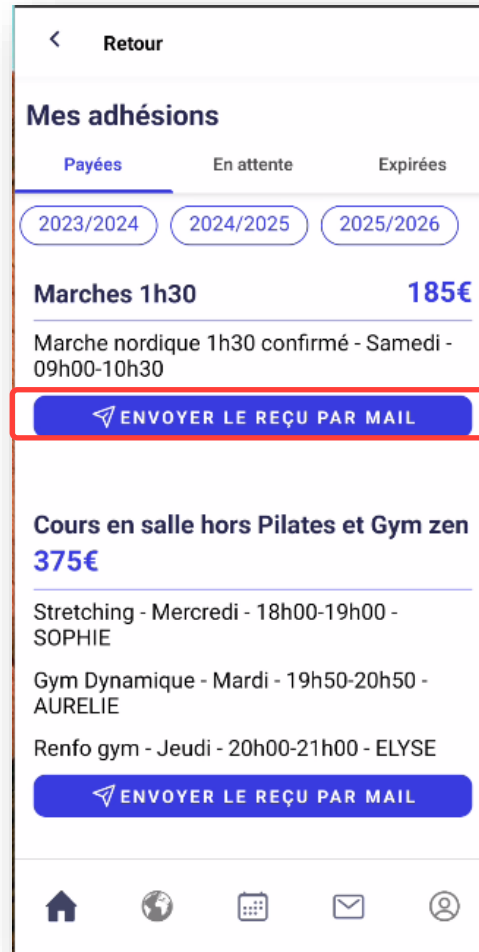 Retour
Mes adhésions
Payées En attente Expirées
2023/2024 2024/2025 2025/2026
Marches 1h30 185€
Marche nordique 1h30 confirmé - Samedi -
09h00-10h30
ENVOYER LE REÇU PAR MAIL
Cours en salle hors Pilates et Gym zen
375€
Stretching - Mercredi - 18h00-19h00 -
SOPHIE
Gym Dynamique - Mardi - 19h50-20h50 -
AURELIE
Renfo gym - Jeudi - 20h00-21h00 - ELYSE
ENVOYER LE REÇU PAR MAIL